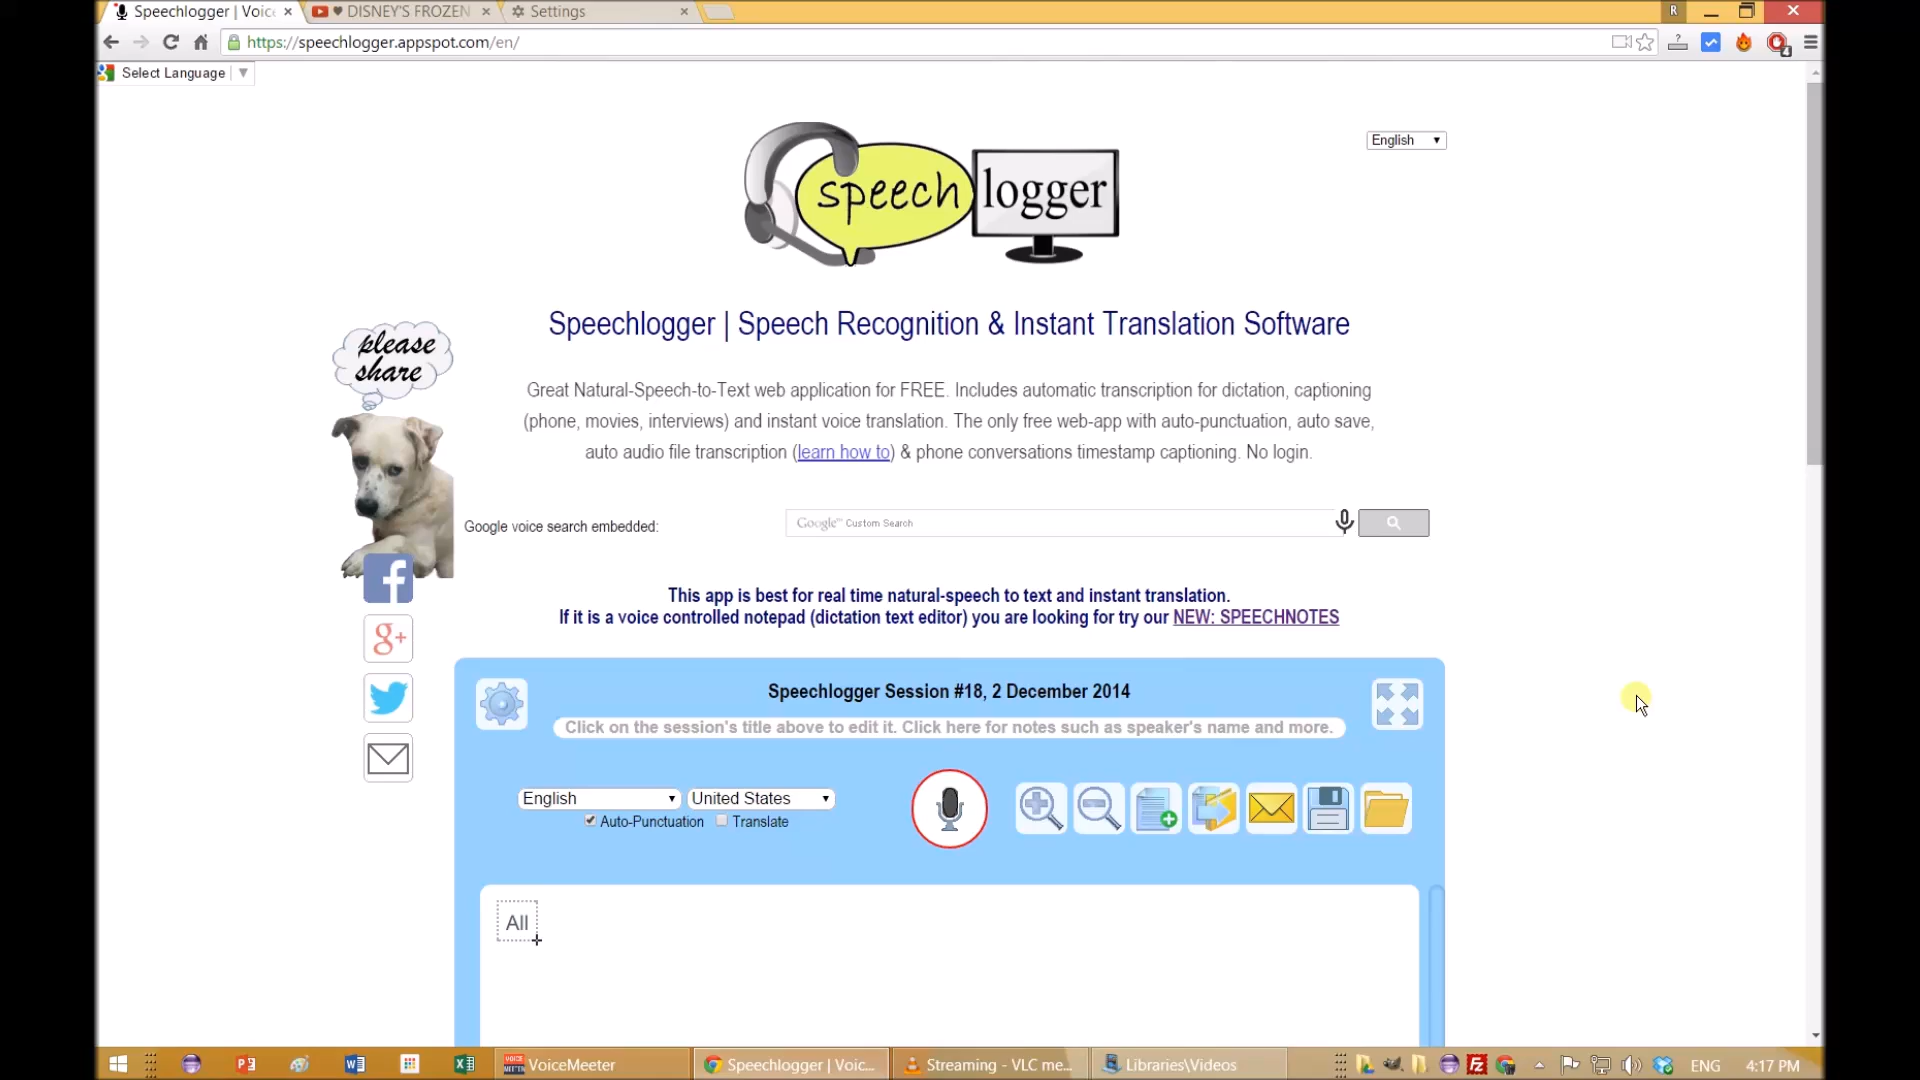 Speechlogger | Voic
♥ DISNEY'S FROZEN
Settings
R
https://speechlogger.appspot.com/en/
Select Language
English
speech logger
please
share
Speechlogger | Speech Recognition & Instant Translation Software
Great Natural-Speech-to-Text web application for FREE. Includes automatic transcription for dictation, captioning
(phone, movies, interviews) and instant voice translation. The only free web-app with auto-punctuation, auto save,
auto audio file transcription (learn how to) & phone conversations timestamp captioning. No login.
Google voice search embedded:
Google™ Custom Search
This app is best for real time natural-speech to text and instant translation.
If it is a voice controlled notepad (dictation text editor) you are looking for try our NEW: SPEECHNOTES
f
g+
Speechlogger Session #18, 2 December 2014
Click on the session's title above to edit it. Click here for notes such as speaker's name and more.
English
United States
Auto-Punctuation
Translate
All
VoiceMeeter
Speechlogger | Voic...
Streaming - VLC me...
Libraries\Videos
ENG
4:17 PM